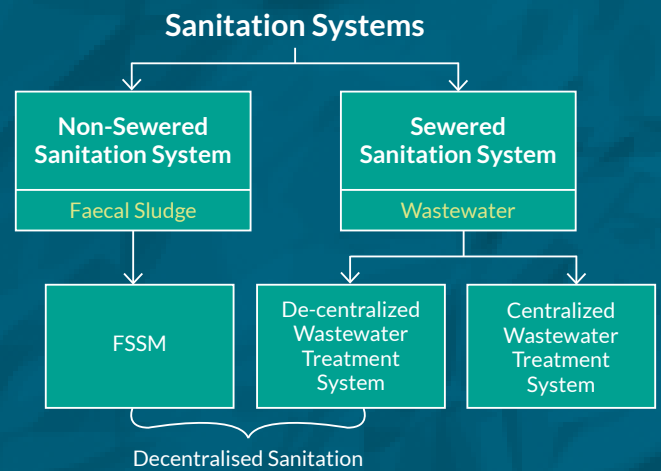 Sanitation Systems
Non-Sewered
Sanitation System
Faecal Sludge
Sewered
Sanitation System
Wastewater
FSSM
De-centralized
Wastewater
Treatment
System
Centralized
Wastewater
Treatment
System
Decentralised Sanitation